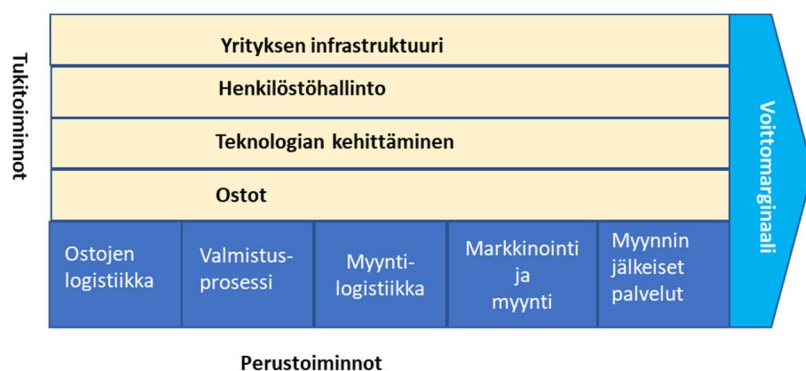 Tukitoiminnot
Yrityksen infrastruktuuri
Henkilöstöhallinto
Teknologian kehittäminen
Ostot
Ostojen
logistiikka
Valmistus-
prosessi
Myynti-
logistiikka
Markkinointi
ja
myynti
Myynnin
jälkeiset
palvelut
Voittomarginaali
Perustoiminnot